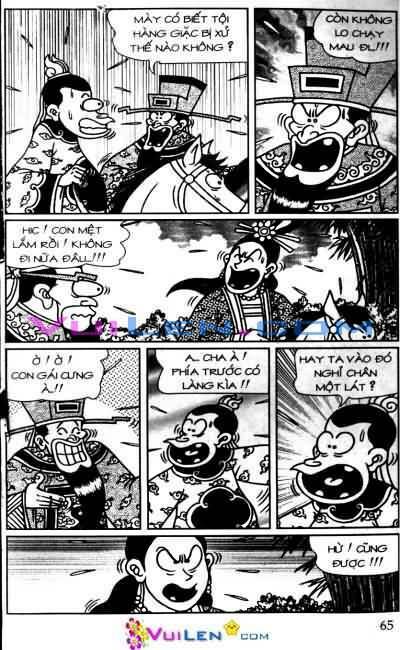 MÀY CÓ BIẾT TỘI
HÀNG GIẶC BỊ XỬ
THẾ NÀO KHÔNG ?
CÒN KHÔNG
LO CHẠY
MAU ĐI..!!!
HIC ! CON MỆT
LẮM RỒI ! KHÔNG
ĐI NỮA ĐÂU..!!!
VUILEN.COM
Ờ ! Ờ !
CON GÁI CƯNG
À..!!
A.. CHA À !
PHÍA TRƯỚC CÓ
LÀNG KÌA !!
HAY TA VÀO ĐÓ
NGHỈ CHÂN
MỘT LÁT ?
HỪ ! CŨNG
ĐƯỢC !!!
65
VUILEN.COM